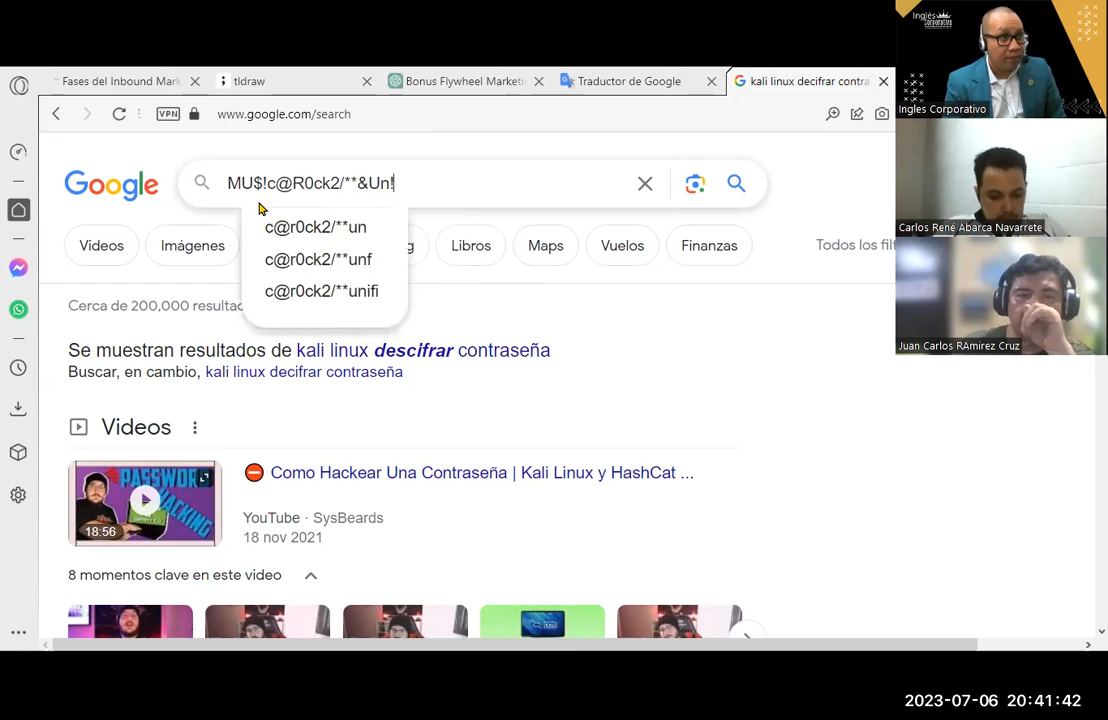 Fases del Inbound Mark
tldraw
Bonus Flywheel Marketi
Traductor de Google
kali linux decifrar contra
VPN
www.google.com/search
Google
MU$!c@R0ck2/**&Un!
c@r0ck2/**un
c@r0ck2/**unf
c@r0ck2/**unifi
Videos
Imágenes
g
Libros
Maps
Vuelos
Finanzas
Todos los filt
Cerca de 200,000 resultad
Se muestran resultados de kali linux descifrar contraseña
Buscar, en cambio, kali linux decifrar contraseña
Videos
PASSWORD
HACKING
18:56
Como Hackear Una Contraseña | Kali Linux y HashCat ...
YouTube · SysBeards
18 nov 2021
8 momentos clave en este video
Inglés
Corporativo
Ingles Corporativo
Carlos René Abarca Navarrete
Juan Carlos RAmirez Cruz
2023-07-06 20:41:42